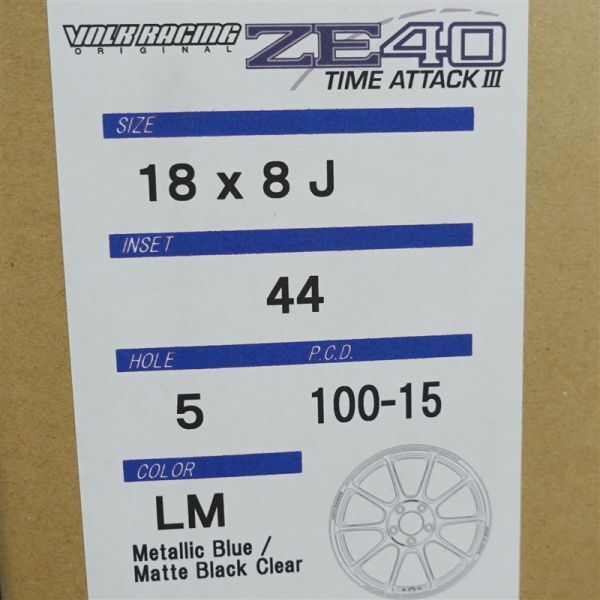 VOLK RACING ZE40
ORIGINAL
TIME ATTACK III
SIZE
18 x 8 J
INSET
44
HOLE P.C.D.
5 100-15
COLOR
LM
Metallic Blue /
Matte Black Clear